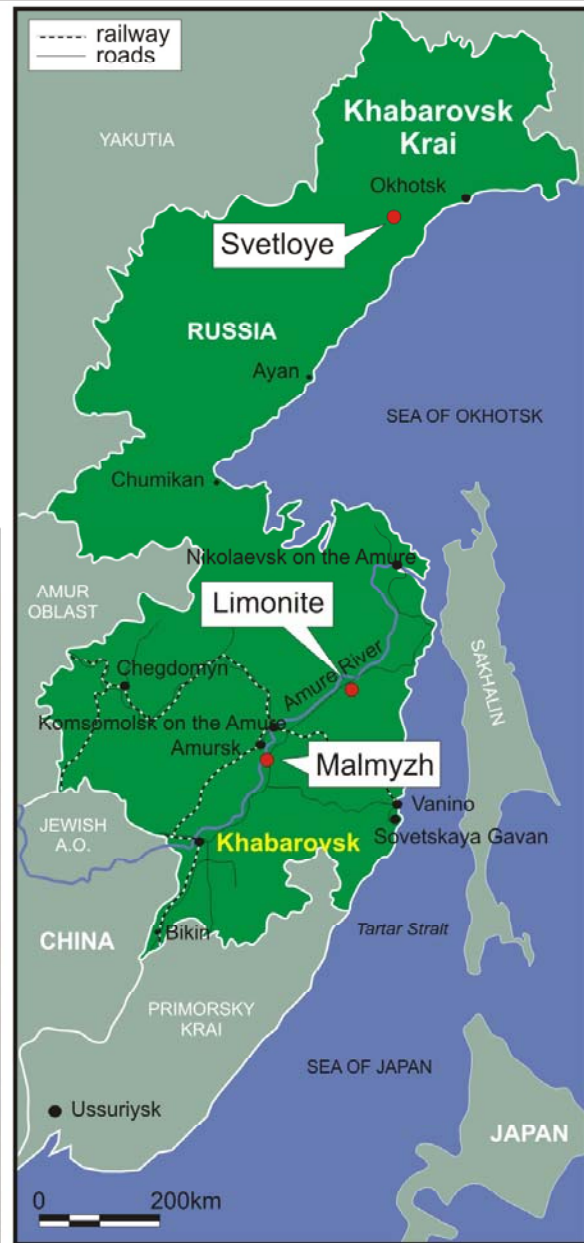 railway
roads
YAKUTIA
Khabarovsk
Krai
Okhotsk
Svetloye
RUSSIA
Ayan
SEA OF OKHOTSK
Chumikan
Nikolaevsk on the Amure
AMUR
OBLAST
Limonite
Chegdomyn
Amure River
SAKHALIN
Komsomolsk on the Amure
Amursk
Malmyzh
Vanino
JEWISH
A.O.
Khabarovsk
Sovetskaya Gavan
CHINA
Bikin
Tartar Strait
PRIMORSKY
KRAI
SEA OF JAPAN
Ussuriysk
JAPAN
0 200km